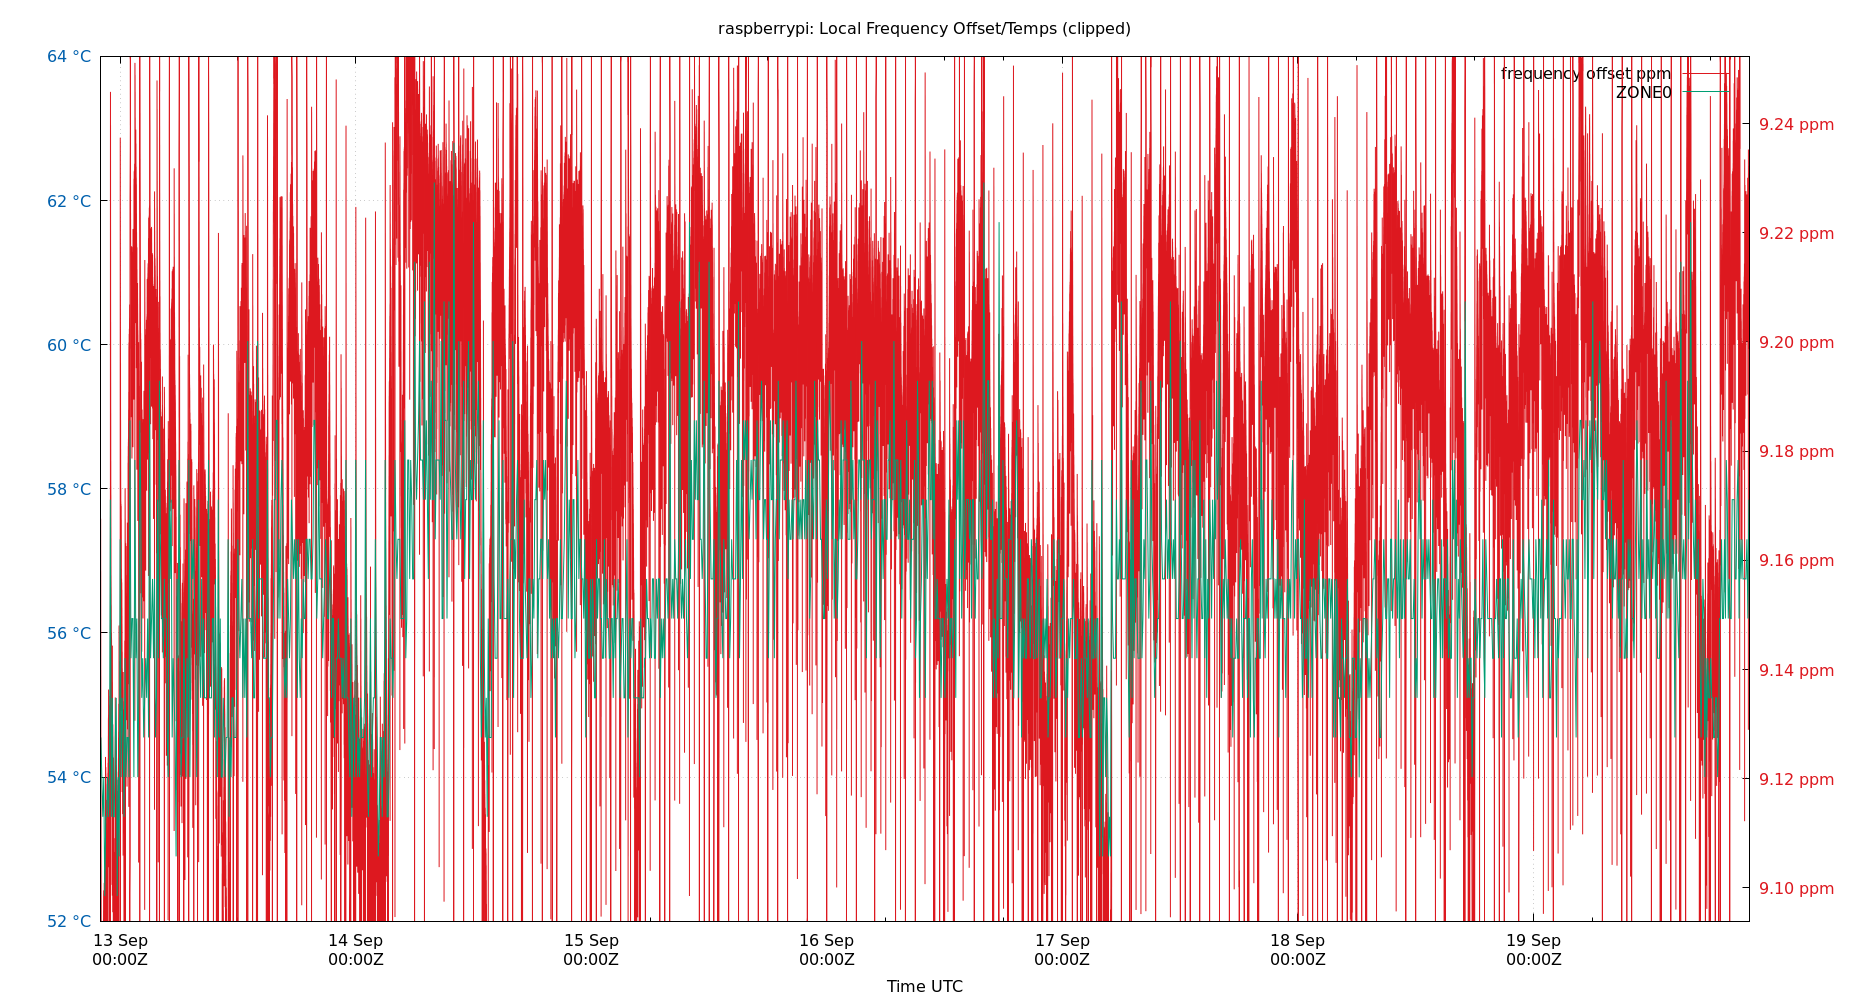 raspberrypi: Local Frequency Offset/Temps (clipped)
64 °C
62 °C
60 °C
58 °C
56 °C
54 °C
52 °C
frequency offset ppm
ZONE0
9.24 ppm
9.22 ppm
9.20 ppm
9.18 ppm
9.16 ppm
9.14 ppm
9.12 ppm
9.10 ppm
13 Sep
00:00Z
14 Sep
00:00Z
15 Sep
00:00Z
16 Sep
00:00Z
17 Sep
00:00Z
18 Sep
00:00Z
19 Sep
00:00Z
Time UTC